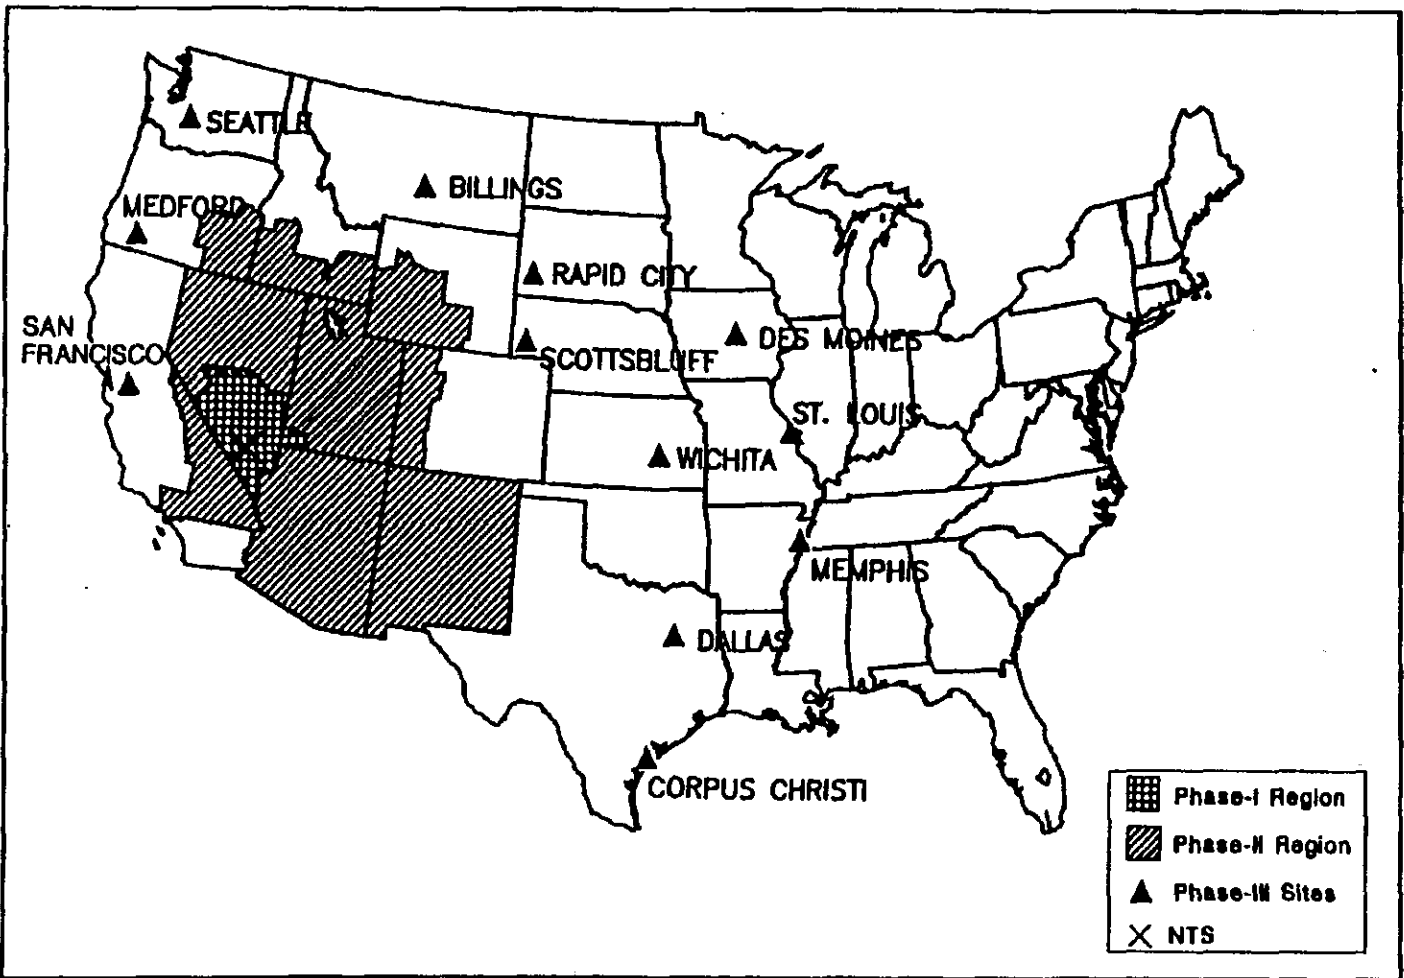 SEATTLE
BILLINGS
MEDFORD
RAPID CITY
SAN
FRANCISCO
DES MOINES
SCOTTSBLUFF
ST. LOUIS
WICHITA
MEMPHIS
DALLAS
CORPUS CHRISTI
Phase-I Region
Phase-II Region
Phase-III Sites
NTS